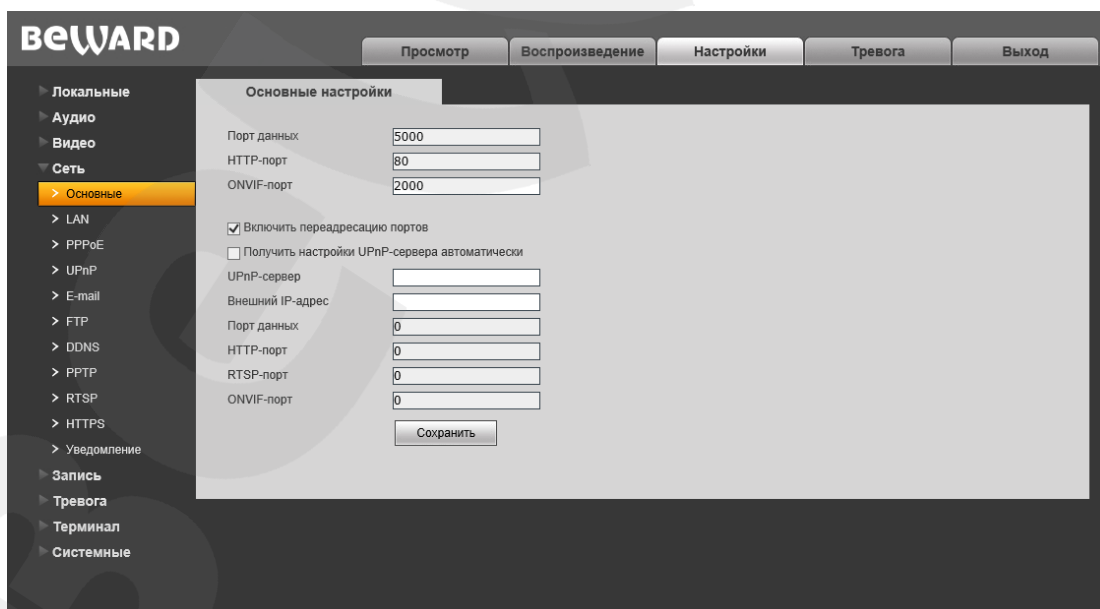 BEWARD
Просмотр
Воспроизведение
Настройки
Тревога
Выход
Локальные
Аудио
Видео
Сеть
Основные
LAN
PPPoE
UPnP
E-mail
FTP
DDNS
PPTP
RTSP
HTTPS
Уведомление
Запись
Тревога
Терминал
Системные
Основные настройки
Порт данных 5000
HTTP-порт 80
ONVIF-порт 2000
Включить переадресацию портов
Получить настройки UPnP-сервера автоматически
UPnP-сервер
Внешний IP-адрес
Порт данных 0
HTTP-порт 0
RTSP-порт 0
ONVIF-порт 0
Сохранить